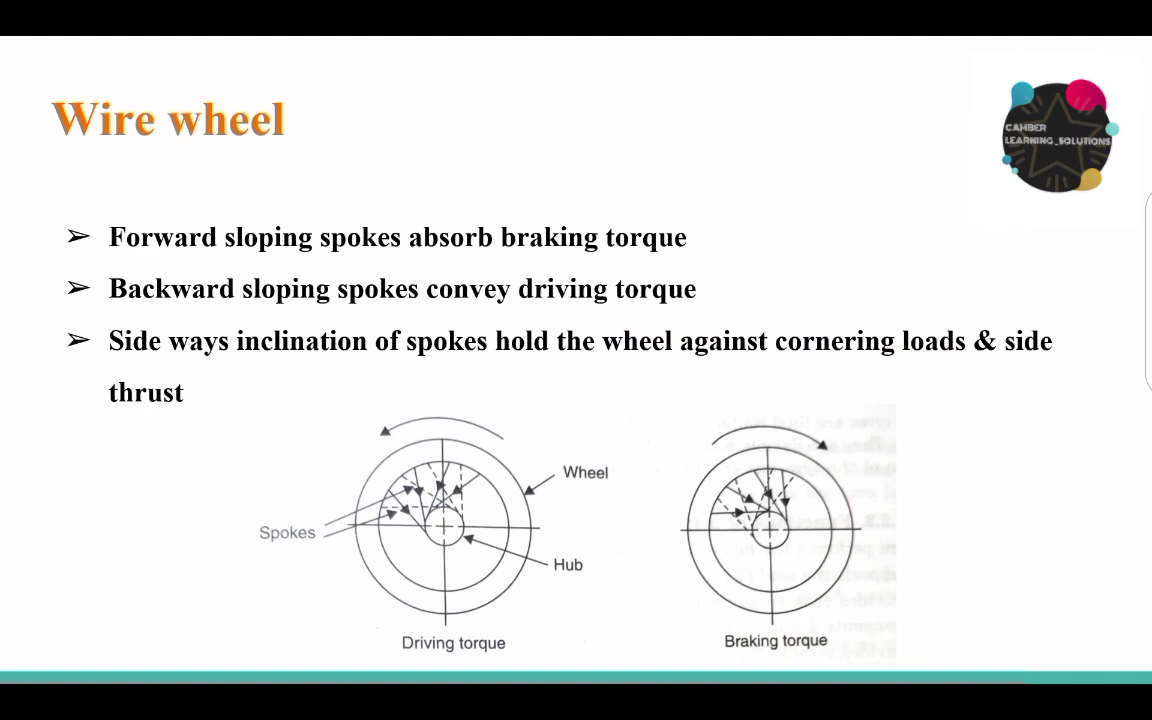 Wire wheel
CAMBER
LEARNING_SOLUTIONS
➢ Forward sloping spokes absorb braking torque
➢ Backward sloping spokes convey driving torque
➢ Side ways inclination of spokes hold the wheel against cornering loads & side
thrust
Wheel
Spokes
Hub
Driving torque
Braking torque